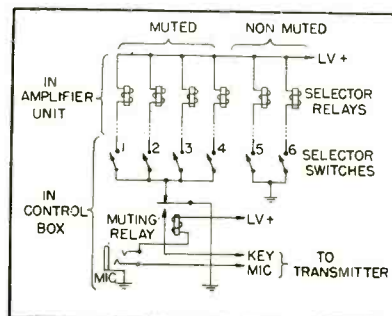 MUTED
NON MUTED
LV +
IN
AMPLIFIER
UNIT
SELECTOR
RELAYS
1 2 3 4 5 6
SELECTOR
SWITCHES
IN
CONTROL
BOX
MUTING
RELAY
LV +
KEY
MIC
TO
TRANSMITTER
MIC